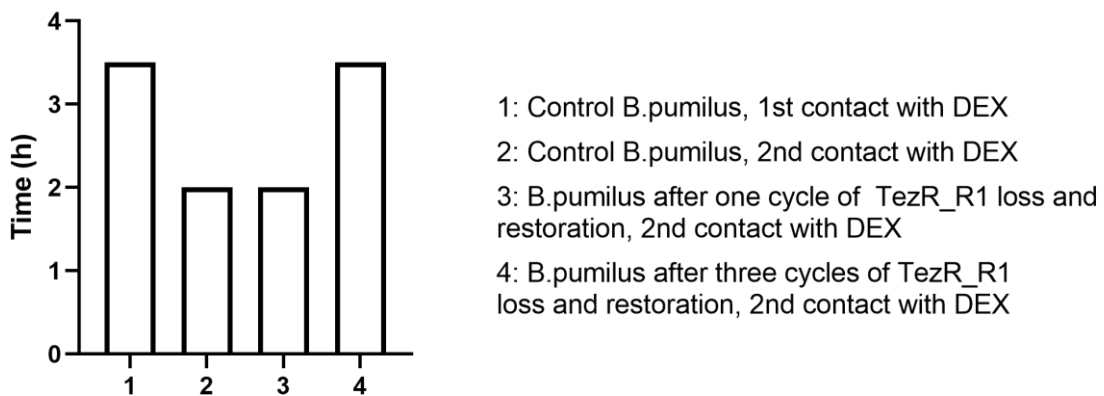 4
3
2
1
0
Time (h)
1 2 3 4
1: Control B.pumilus, 1st contact with DEX
2: Control B.pumilus, 2nd contact with DEX
3: B.pumilus after one cycle of TezR_R1 loss and
restoration, 2nd contact with DEX
4: B.pumilus after three cycles of TezR_R1
loss and restoration, 2nd contact with DEX